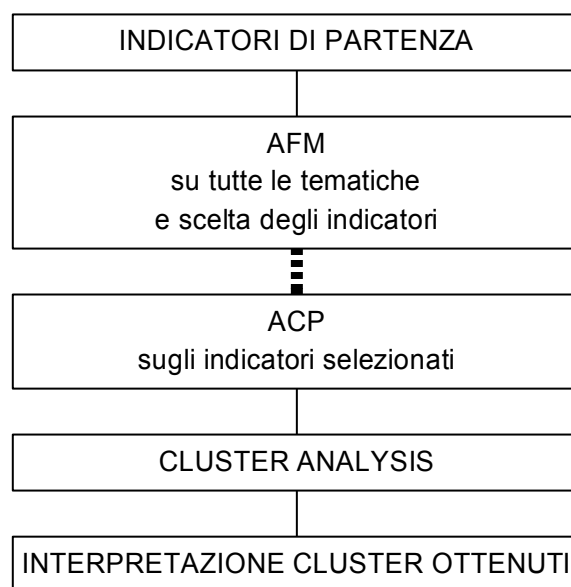 INDICATORI DI PARTENZA
AFM
su tutte le tematiche
e scelta degli indicatori
ACP
sugli indicatori selezionati
CLUSTER ANALYSIS
INTERPRETAZIONE CLUSTER OTTENUTI